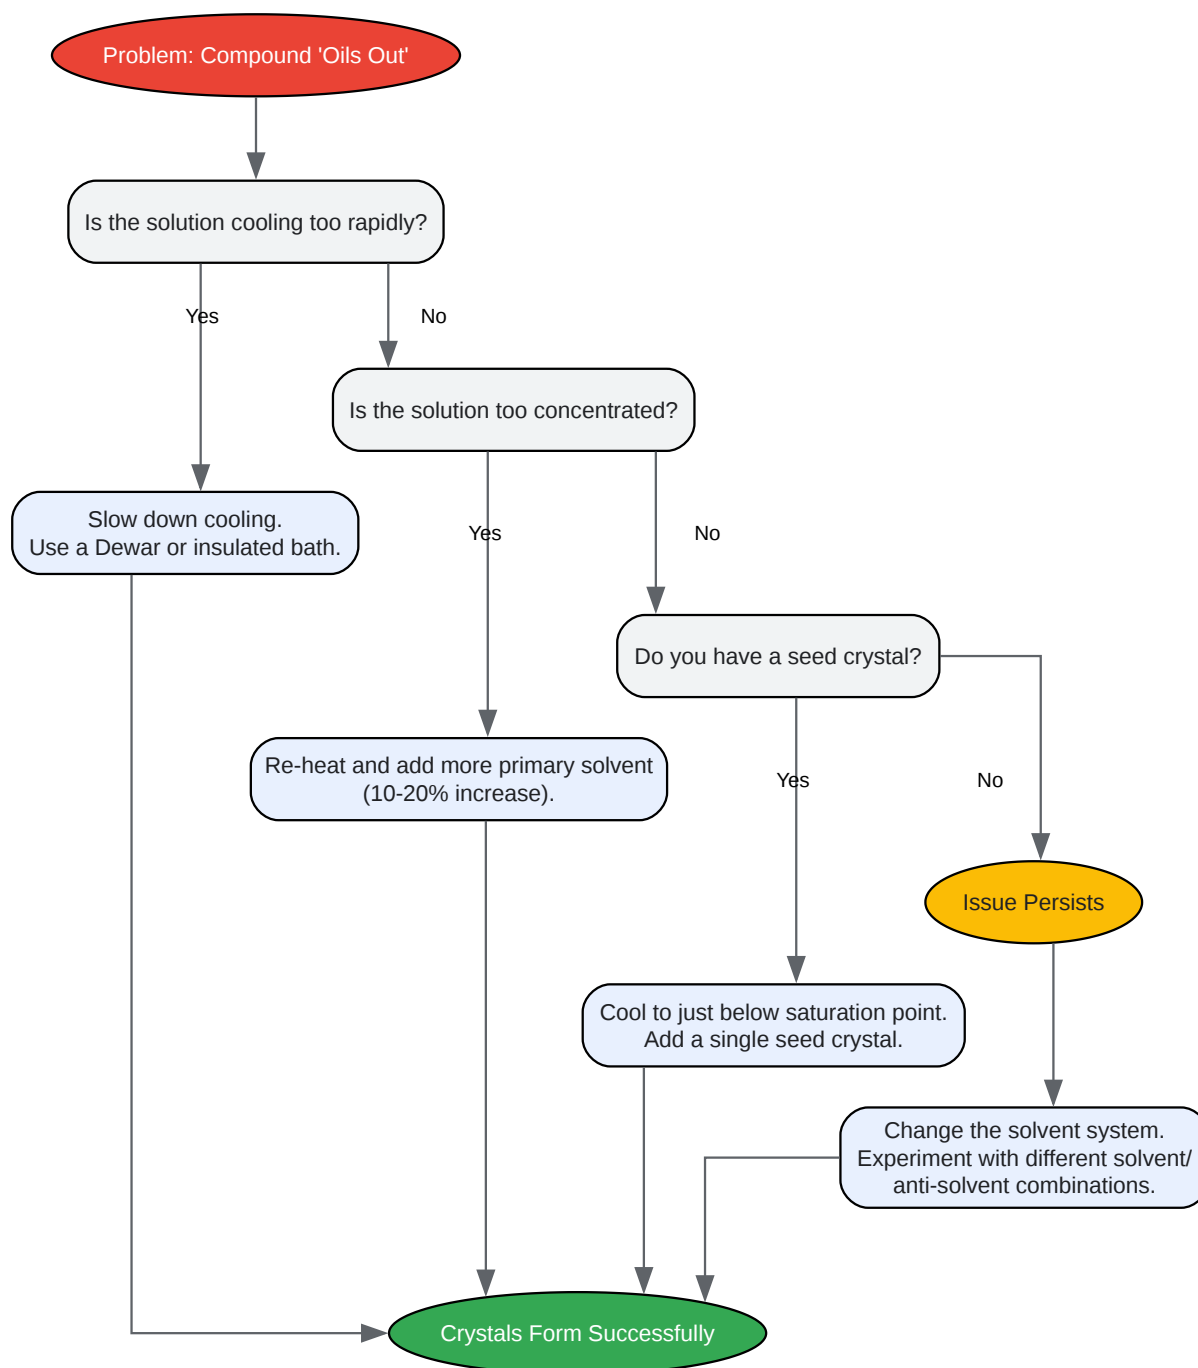 Problem: Compound 'Oils Out'
Is the solution cooling too rapidly?
Yes
No
Is the solution too concentrated?
Slow down cooling.
Use a Dewar or insulated bath.
Yes
No
Do you have a seed crystal?
Re-heat and add more primary solvent
(10-20% increase).
Yes
No
Issue Persists
Cool to just below saturation point.
Add a single seed crystal.
Change the solvent system.
Experiment with different solvent/
anti-solvent combinations.
Crystals Form Successfully